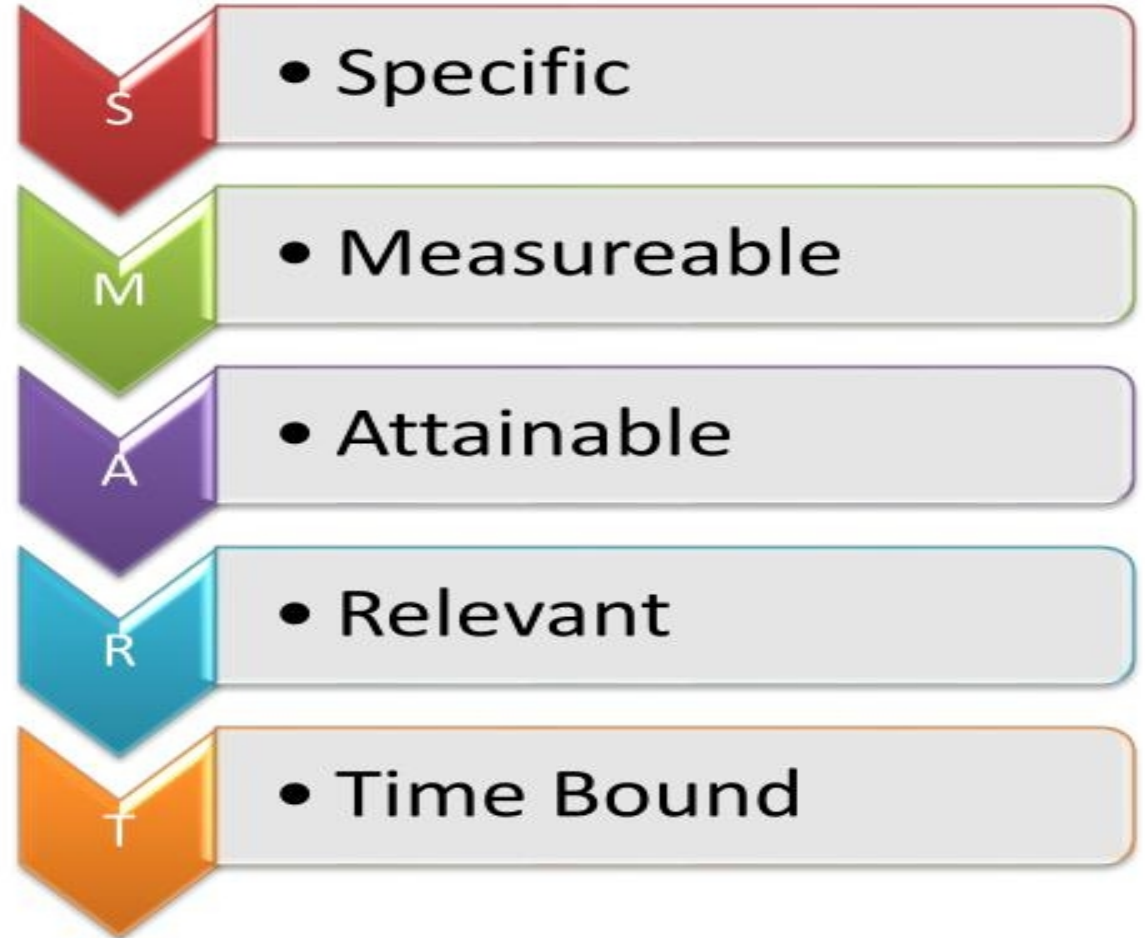 S
• Specific
M
• Measureable
A
• Attainable
R
• Relevant
T
• Time Bound